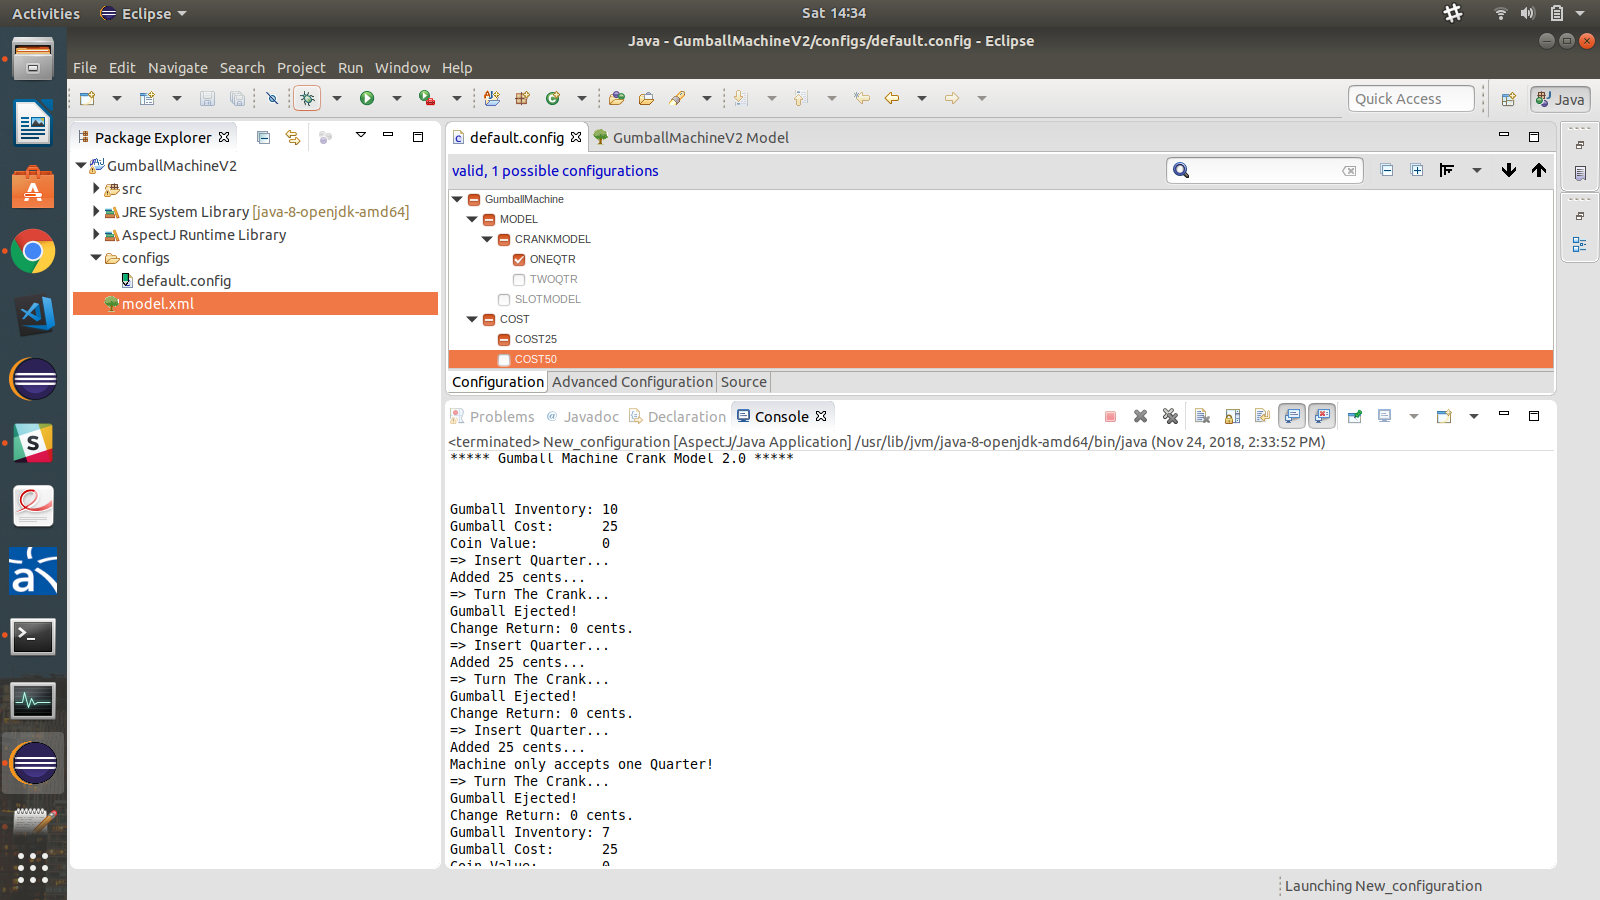 Activities
Eclipse
Sat 14:34
Java - GumballMachineV2/configs/default.config - Eclipse
File Edit Navigate Search Project Run Window Help
Quick Access
Java
Package Explorer
default.config
GumballMachineV2 Model
GumballMachineV2
src
JRE System Library [java-8-openjdk-amd64]
AspectJ Runtime Library
configs
default.config
model.xml
valid, 1 possible configurations
GumballMachine
MODEL
CRANKMODEL
ONEQTR
TWOQTR
SLOTMODEL
COST
COST25
COST50
Configuration Advanced Configuration Source
Problems Javadoc Declaration Console
<terminated> New_configuration [AspectJ/Java Application] /usr/lib/jvm/java-8-openjdk-amd64/bin/java (Nov 24, 2018, 2:33:52 PM)
***** Gumball Machine Crank Model 2.0 *****
Gumball Inventory: 10
Gumball Cost: 25
Coin Value: 0
=> Insert Quarter...
Added 25 cents...
=> Turn The Crank...
Gumball Ejected!
Change Return: 0 cents.
=> Insert Quarter...
Added 25 cents...
=> Turn The Crank...
Gumball Ejected!
Change Return: 0 cents.
=> Insert Quarter...
Added 25 cents...
Machine only accepts one Quarter!
=> Turn The Crank...
Gumball Ejected!
Change Return: 0 cents.
Gumball Inventory: 7
Gumball Cost: 25
Coin Value: 0
Launching New_configuration